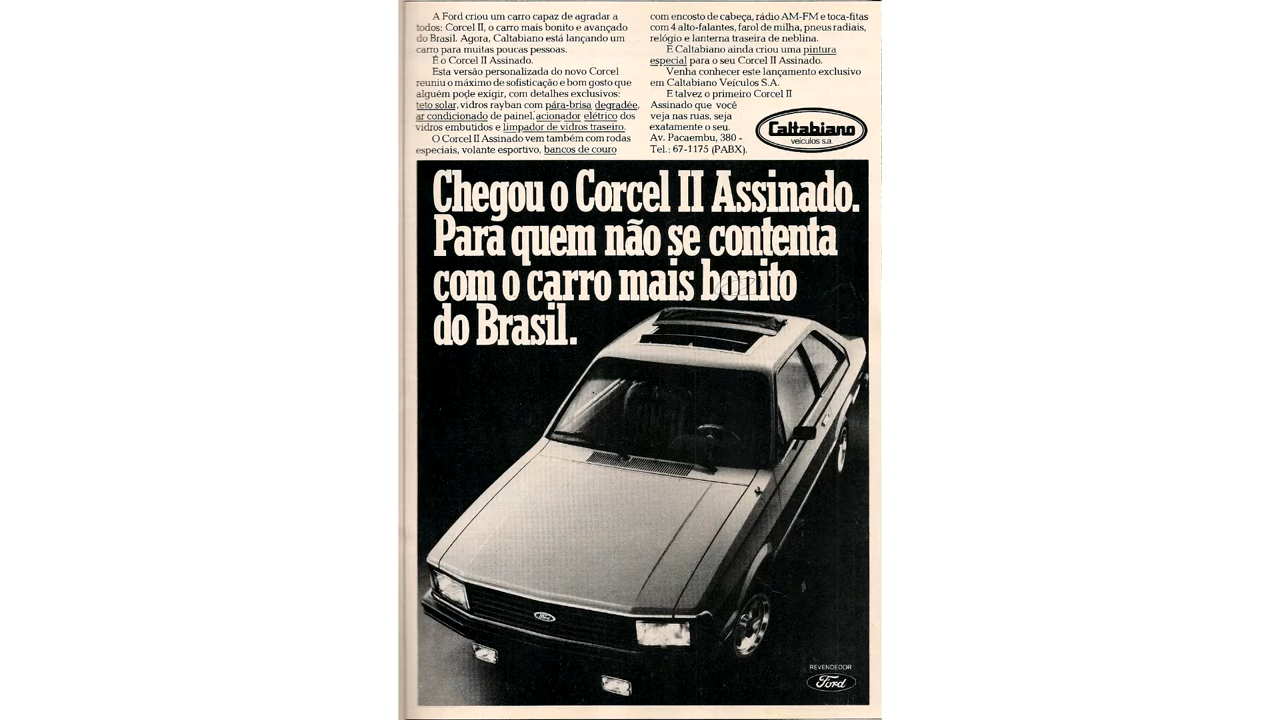 A Ford criou um carro capaz de agradar a
todos: Corcel II, o carro mais bonito e avançado
do Brasil. Agora, Caltabiano está lançando um
carro para muitas poucas pessoas.
É o Corcel II Assinado.
Esta versão personalizada do novo Corcel
reuniu o máximo de sofisticação e bom gosto que
alguém pode exigir, com detalhes exclusivos:
teto solar, vidros rayban com pára-brisa degradée,
ar condicionado de painel, acionador elétrico dos
vidros embutidos e limpador de vidros traseiro.
O Corcel II Assinado vem também com rodas
especiais, volante esportivo, bancos de couro
com encosto de cabeça, rádio AM-FM e toca-fitas
com 4 alto-falantes, farol de milha, pneus radiais,
relógio e lanterna traseira de neblina.
E Caltabiano ainda criou uma pintura
especial para o seu Corcel II Assinado.
Venha conhecer este lançamento exclusivo
em Caltabiano Veículos S.A.
E talvez o primeiro Corcel II
Assinado que você
veja nas ruas, seja
exatamente o seu.
Av. Pacaembu, 380 -
Tel.: 67-1175 (PABX).
Caltabiano
veículos s.a.
Chegou o Corcel II Assinado.
Para quem não se contenta
com o carro mais bonito
do Brasil.
Ford
REVENDEDOR
Ford